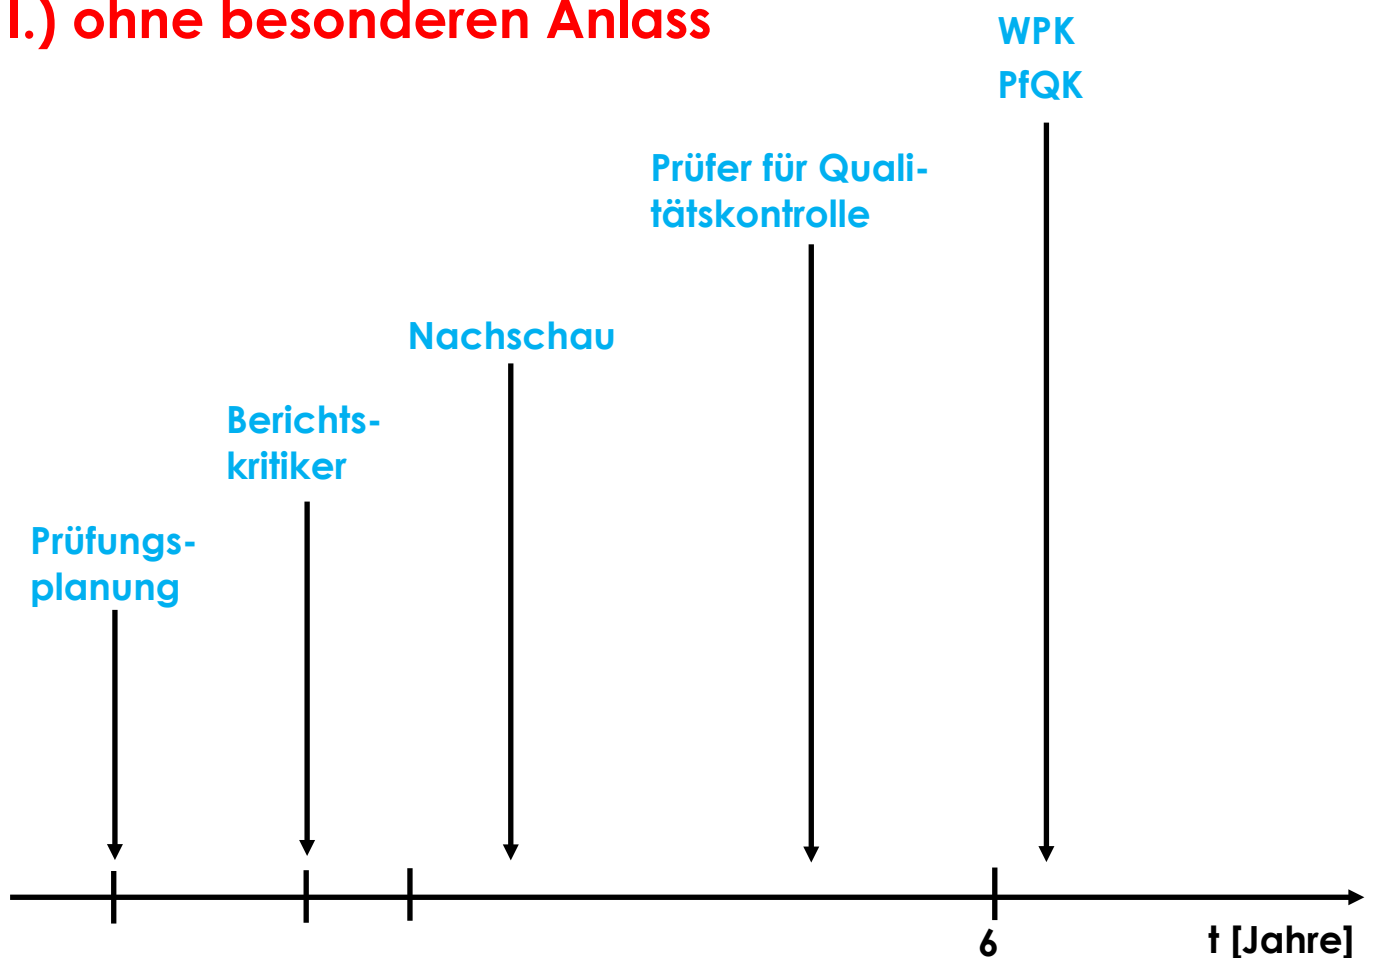 I.) ohne besonderen Anlass
WPK
PfQK
Prüfer für Quali-
tätskontrolle
Nachschau
Berichts-
kritiker
Prüfungs-
planung
6
t [Jahre]